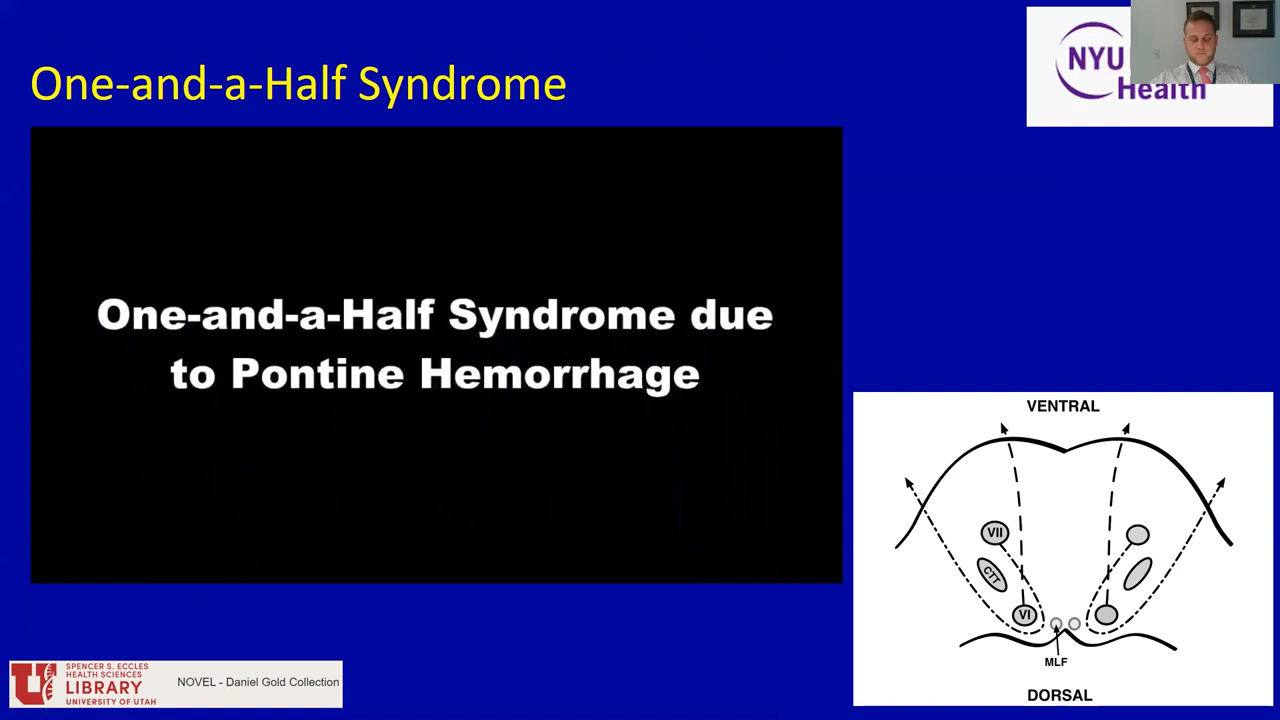 One-and-a-Half Syndrome
NYU
Health
One-and-a-Half Syndrome due
to Pontine Hemorrhage
VENTRAL
VII
CTT
VI
MLF
DORSAL
SPENCER S. ECCLES
HEALTH SCIENCES
LIBRARY
UNIVERSITY OF UTAH
NOVEL - Daniel Gold Collection